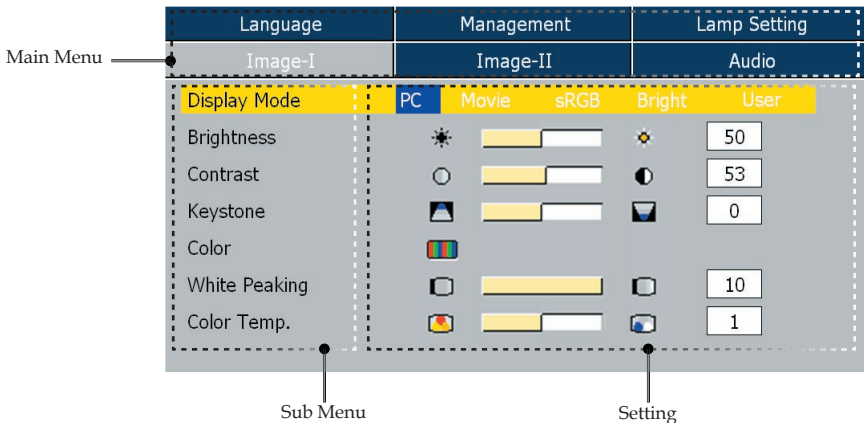 Language Management Lamp Setting
Main Menu Image-I Image-II Audio
Display Mode PC Movie sRGB Bright User
Brightness 50
Contrast 53
Keystone 0
Color
White Peaking 10
Color Temp. 1
Sub Menu Setting